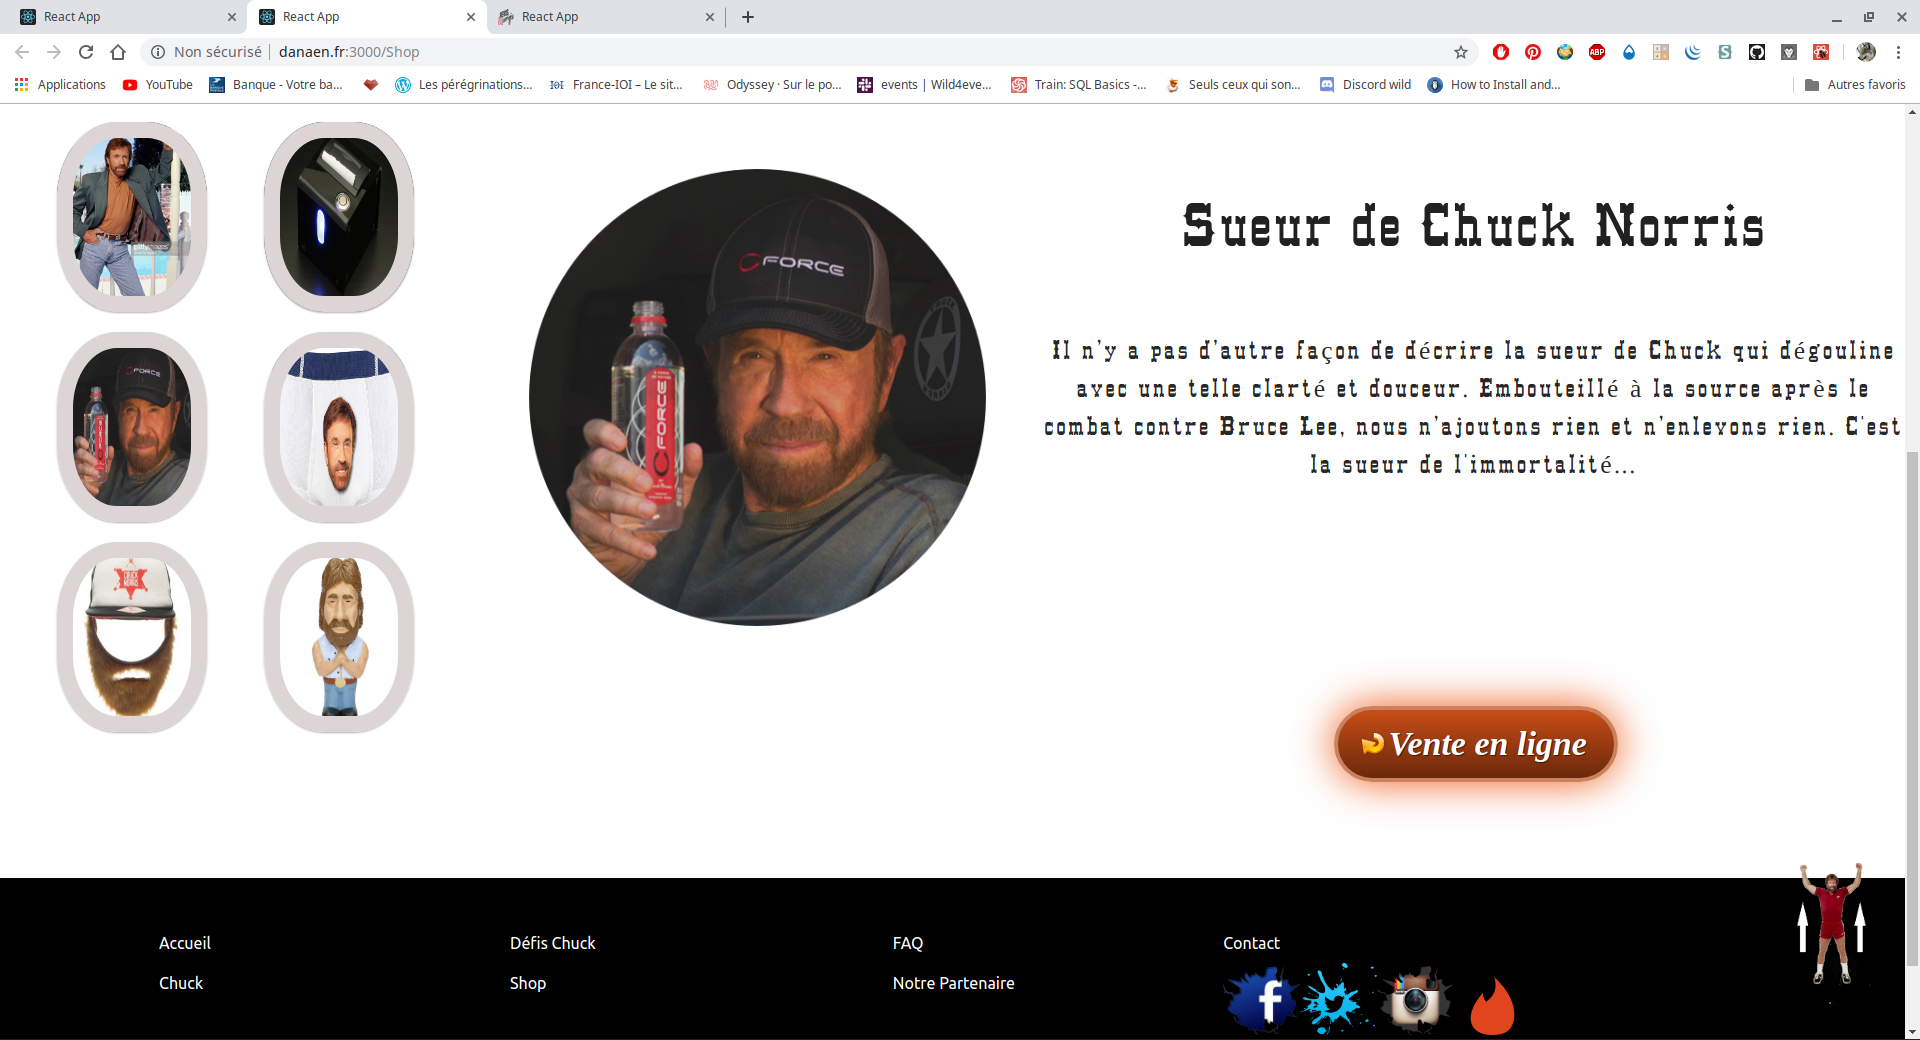 React App
React App
React App
Non sécurisé
danaen.fr:3000/Shop
ABP
Applications
YouTube
Banque - Votre ba...
Les pérégrinations...
France-IOI – Le sit...
Odyssey · Sur le po...
events | Wild4eve...
Train: SQL Basics -...
Seuls ceux qui son...
Discord wild
How to Install and...
Autres favoris
gettyimages
FORCE
CHUCK
NORRIS
FORCE
FORCE
Sueur de Chuck Norris
Il n'y a pas d'autre façon de décrire la sueur de Chuck qui dégouline
avec une telle clarté et douceur. Embouteillé à la source après le
combat contre Bruce Lee, nous n'ajoutons rien et n'enlevons rien. C'est
la sueur de l'immortalité...
Vente en ligne
Accueil
Défis Chuck
FAQ
Contact
Chuck
Shop
Notre Partenaire